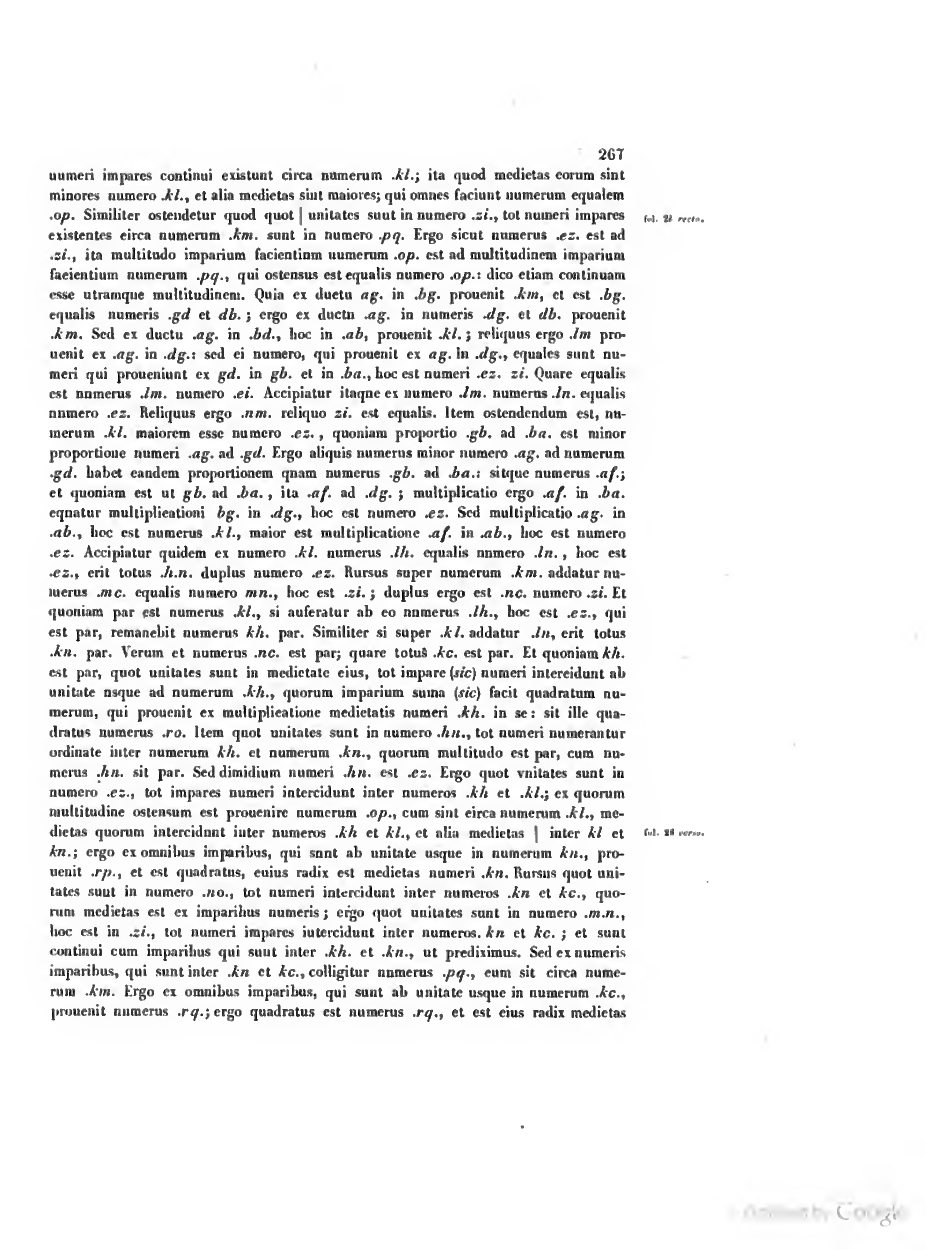 267
numeri impares continui existunt circa numerum .kl.; ita quod medietas eorum sint
minores numero .kl., et alia medietas sint maiores; qui omnes faciunt numerum equalem
.op. Similiter ostendetur quod quot | unitates sunt in numero .zi., tot numeri impares
fol. 28 recto.
existentes circa numerum .km. sunt in numero .pq. Ergo sicut numerus .ez. est ad
.zi., ita multitudo imparium facientium numerum .op. est ad multitudinem imparium
facientium numerum .pq., qui ostensus est equalis numero .op.: dico etiam continuam
esse utramque multitudinem. Quia ex ductu ag. in .bg. prouenit .km, et est .bg.
equalis numeris .gd et db.; ergo ex ductu .ag. in numeris .dg. et db. prouenit
.km. Sed ex ductu .ag. in .bd., hoc in .ab, prouenit .kl.; reliquus ergo .lm pro-
uenit ex .ag. in .dg.: sed ei numero, qui prouenit ex ag. in .dg., equales sunt nu-
meri qui proueniunt ex gd. in gb. et in .ba., hoc est numeri .ez. zi. Quare equalis
est numerus .lm. numero .ei. Accipiatur itaque ex numero .lm. numerus .ln. equalis
numero .ez. Reliquus ergo .nm. reliquo zi. est equalis. Item ostendendum est, nu-
merum .kl. maiorem esse numero .ez., quoniam proportio .gb. ad .ba. est minor
proportione numeri .ag. ad .gd. Ergo aliquis numerus minor numero .ag. ad numerum
.gd. habet eandem proportionem quam numerus .gb. ad .ba.: sitque numerus .af.;
et quoniam est ut gb. ad .ba., ita .af. ad .dg.; multiplicatio ergo .af. in .ba.
equatur multiplicationi bg. in .dg., hoc est numero .ez. Sed multiplicatio .ag. in
.ab., hoc est numerus .kl., maior est multiplicatione .af. in .ab., hoc est numero
.ez. Accipiatur quidem ex numero .kl. numerus .lh. equalis numero .ln., hoc est
.ez., erit totus .h.n. duplus numero .ez. Rursus super numerum .km. addatur nu-
merus .mc. equalis numero mn., hoc est .zi.; duplus ergo est .nc. numero .zi. Et
quoniam par est numerus .kl., si auferatur ab eo numerus .lh., hoc est .ez., qui
est par, remanebit numerus kh. par. Similiter si super .kl. addatur .ln, erit totus
.kn. par. Verum et numerus .nc. est par; quare totus .kc. est par. Et quoniam kh.
est par, quot unitates sunt in medietate eius, tot impare (sic) numeri intercidunt ab
unitate usque ad numerum .kh., quorum imparium suma (sic) facit quadratum nu-
merum, qui prouenit ex multiplicatione medietatis numeri .kh. in se: sit ille qua-
dratus numerus .ro. Item quot unitates sunt in numero .hn., tot numeri numerantur
ordinate inter numerum kh. et numerum .kn., quorum multitudo est par, cum nu-
merus .hn. sit par. Sed dimidium numeri .hn. est .ez. Ergo quot vnitates sunt in
numero .ez., tot impares numeri intercidunt inter numeros .kh et .kl.; ex quorum
multitudine ostensum est prouenire numerum .op., cum sint circa numerum .kl., me-
dietas quorum intercidunt inter numeros .kh et kl., et alia medietas | inter kl et
fol. 28 verso.
kn.; ergo ex omnibus imparibus, qui sunt ab unitate usque in numerum kn., pro-
uenit .rp., et est quadratus, cuius radix est medietas numeri .kn. Rursus quot uni-
tates sunt in numero .no., tot numeri intercidunt inter numeros .kn et kc., quo-
rum medietas est ex imparibus numeris; ergo quot unitates sunt in numero .m.n.,
hoc est in .zi., tot numeri impares intercidunt inter numeros. kn et kc.; et sunt
continui cum imparibus qui sunt inter .kh. et .kn., ut prediximus. Sed ex numeris
imparibus, qui sunt inter .kn et kc., colligitur numerus .pq., cum sit circa nume-
rum .km. Ergo ex omnibus imparibus, qui sunt ab unitate usque in numerum .kc.,
prouenit numerus .rq.; ergo quadratus est numerus .rq., et est eius radix medietas
Digitized by Google